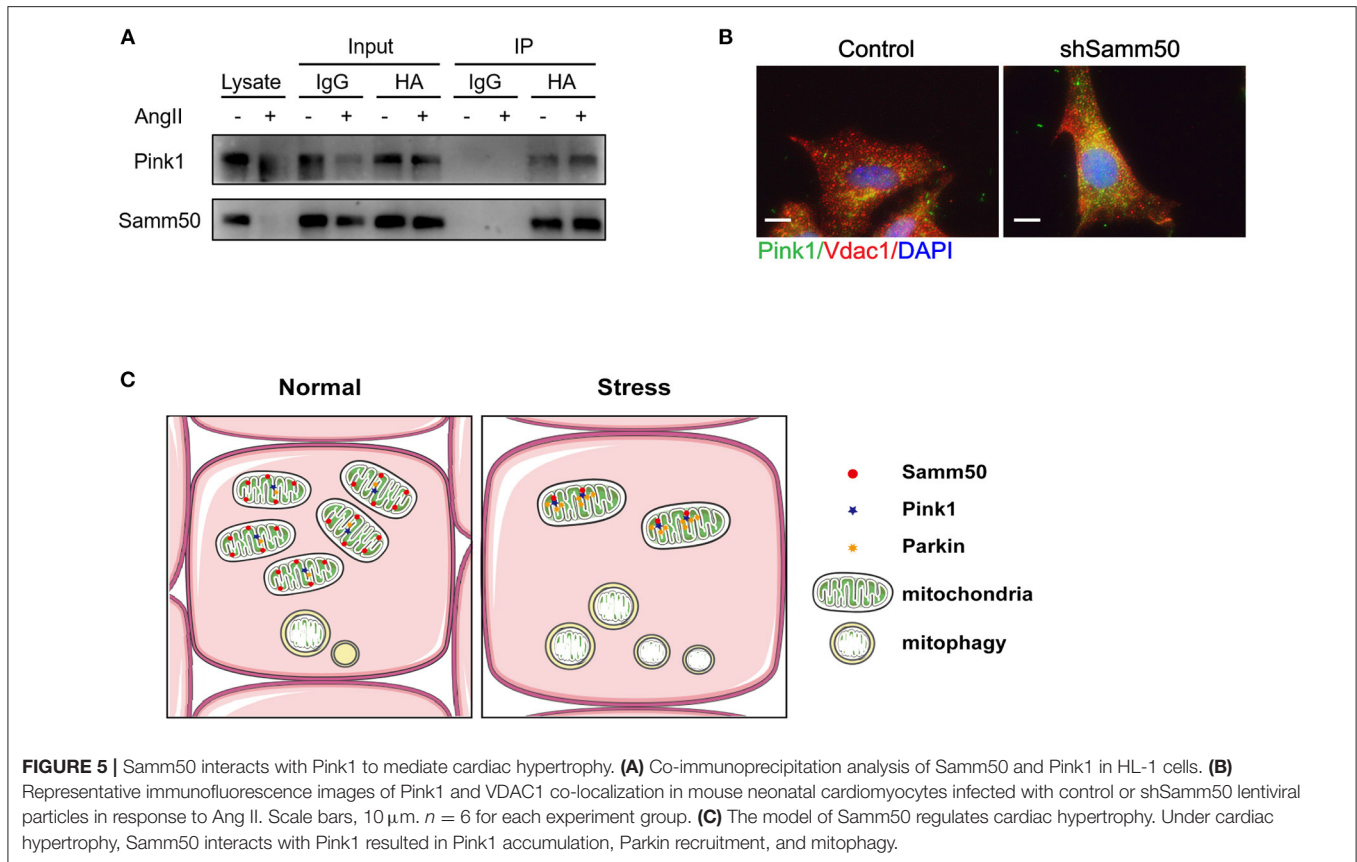 A
Input
IP
Lysate
IgG
HA
IgG
HA
AngII
- + - + - + - + - +
Pink1
Samm50
B
Control
shSamm50
Pink1/Vdac1/DAPI
C
Normal
Stress
Samm50
Pink1
Parkin
mitochondria
mitophagy
FIGURE 5 | Samm50 interacts with Pink1 to mediate cardiac hypertrophy. (A) Co-immunoprecipitation analysis of Samm50 and Pink1 in HL-1 cells. (B)
Representative immunofluorescence images of Pink1 and VDAC1 co-localization in mouse neonatal cardiomyocytes infected with control or shSamm50 lentiviral
particles in response to Ang II. Scale bars, 10 μm. n = 6 for each experiment group. (C) The model of Samm50 regulates cardiac hypertrophy. Under cardiac
hypertrophy, Samm50 interacts with Pink1 resulted in Pink1 accumulation, Parkin recruitment, and mitophagy.